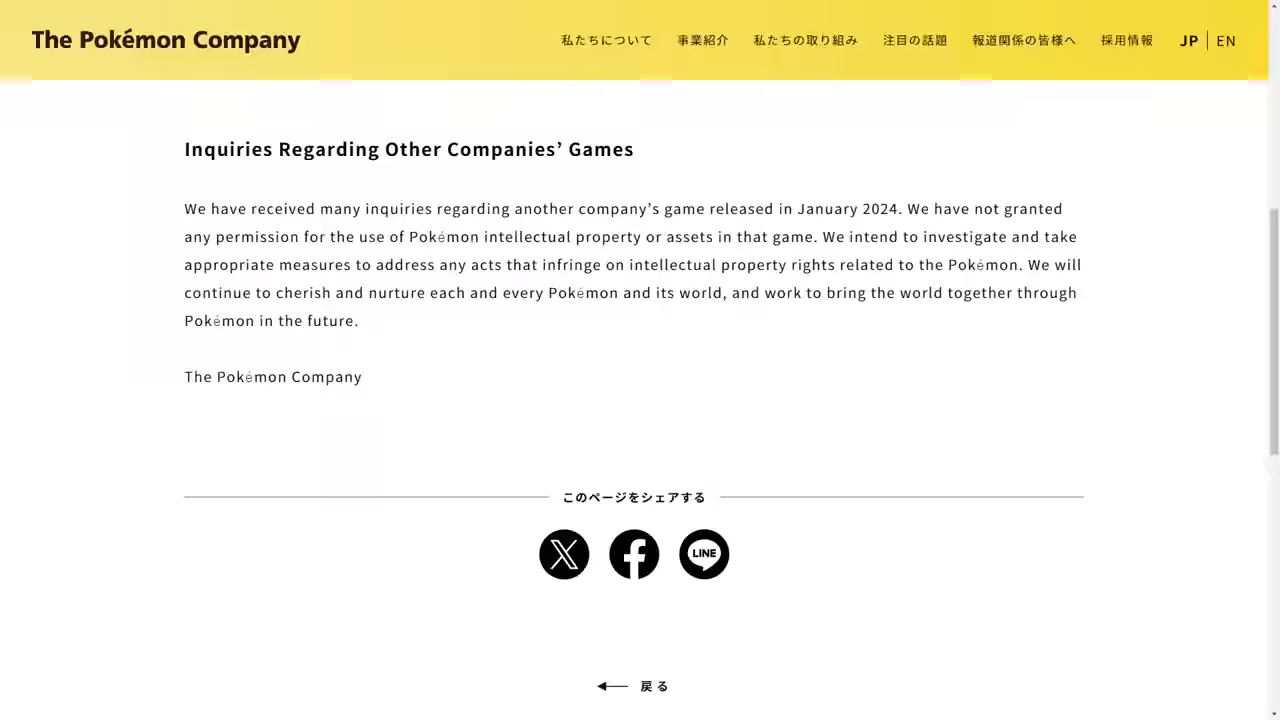 The Pokémon Company
私たちについて 事業紹介 私たちの取り組み 注目の話題 報道関係の皆様へ 採用情報 JP EN
Inquiries Regarding Other Companies’ Games
We have received many inquiries regarding another company’s game released in January 2024. We have not granted
any permission for the use of Pokémon intellectual property or assets in that game. We intend to investigate and take
appropriate measures to address any acts that infringe on intellectual property rights related to the Pokémon. We will
continue to cherish and nurture each and every Pokémon and its world, and work to bring the world together through
Pokémon in the future.
The Pokémon Company
このページをシェアする
X
f
LINE
戻る